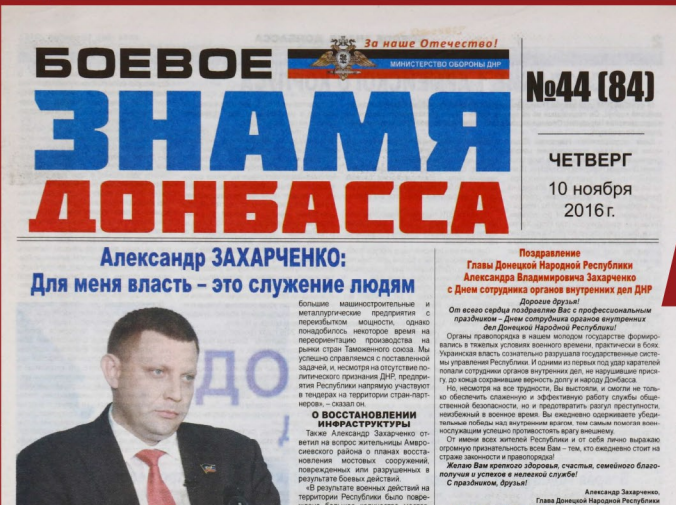 За наше Отечество!
МИНИСТЕРСТВО ОБОРОНЫ ДНР
БОЕВОЕ
ЗНАМЯ
ДОНБАССА
№44 (84)
ЧЕТВЕРГ
10 ноября
2016 г.
Александр ЗАХАРЧЕНКО:
Для меня власть – это служение людям
большие машиностроительные и
металлургические предприятия с
переизбытком мощности, однако
понадобилось некоторое время на
переориентацию производства на
рынки стран Таможенного союза. Мы
успешно справляемся с поставленной
задачей, и, несмотря на отсутствие по-
литического признания ДНР, предпри-
ятия Республики напрямую участвуют
в тендерах на территории стран-парт-
неров», – сказал он.
О ВОССТАНОВЛЕНИИ
ИНФРАСТРУКТУРЫ
Также Александр Захарченко от-
ветил на вопрос жительницы Амвро-
сиевского района о планах восста-
новления мостовых сооружений,
поврежденных или разрушенных в
результате боевых действий.
«В результате военных действий на
территории Республики было повре-
Поздравление
Главы Донецкой Народной Республики
Александра Владимировича Захарченко
с Днем сотрудника органов внутренних дел ДНР
Дорогие друзья!
От всего сердца поздравляю Вас с профессиональным
праздником – Днем сотрудника органов внутренних
дел Донецкой Народной Республики!
Органы правопорядка в нашем молодом государстве формиро-
вались в тяжелых условиях военного времени, практически в боях.
Украинская власть сознательно разрушала государственные систе-
мы управления Республики. И одними из первых под удар карателей
попали сотрудники органов внутренних дел, не нарушившие прися-
гу, до конца сохранившие верность долгу и народу Донбасса.
Но, несмотря на все трудности, Вы выстояли, и смогли не толь-
ко обеспечить слаженную и эффективную работу службы обще-
ственной безопасности, но и предотвратить разгул преступности,
неизбежный в военное время. Вы ежедневно одерживаете убеди-
тельные победы над внутренним врагом, тем самым помогая воен-
нослужащим успешно противостоять врагу внешнему.
От имени всех жителей Республики и от себя лично выражаю
огромную признательность всем Вам – тем, кто ежедневно стоит на
страже законности и правопорядка!
Желаю Вам крепкого здоровья, счастья, семейного благо-
получия и успехов в нелегкой службе!
С праздником, друзья!
Александр Захарченко,
Глава Донецкой Народной Республики
ДО